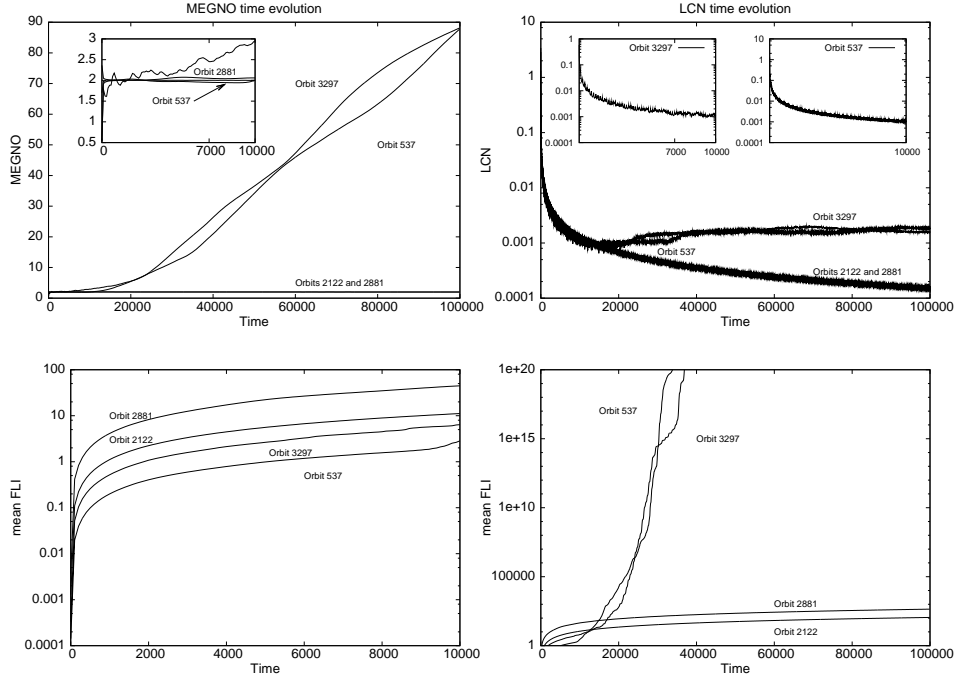 MEGNO time evolution
90
80
70
60
50
40
30
20
10
0
MEGNO
3
2.5
2
1.5
1
0.5
0
7000
10000
Orbit 2881
Orbit 537
Orbit 3297
Orbit 537
Orbits 2122 and 2881
0
20000
40000
60000
80000
100000
Time
LCN time evolution
10
1
0.1
0.01
0.001
0.0001
LCN
Orbit 3297
1
0.1
0.01
0.001
0.0001
7000
10000
Orbit 537
10
1
0.1
0.01
0.001
0.0001
10000
Orbit 3297
Orbit 537
Orbits 2122 and 2881
0
20000
40000
60000
80000
100000
Time
100
10
1
0.1
0.01
0.001
0.0001
mean FLI
Orbit 2881
Orbit 2122
Orbit 3297
Orbit 537
0
2000
4000
6000
8000
10000
Time
1e+20
1e+15
1e+10
100000
1
mean FLI
Orbit 537
Orbit 3297
Orbit 2881
Orbit 2122
0
20000
40000
60000
80000
100000
Time